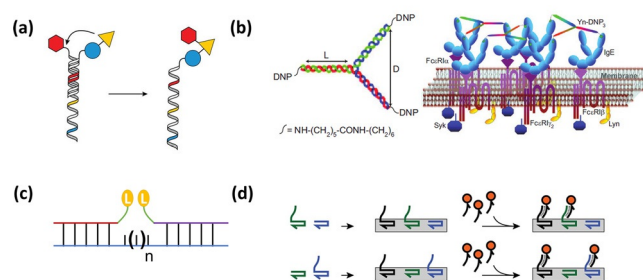 (a)
(b)
DNP
L
D
DNP
DNP
ʃ = NH-(CH₂)₅-CONH-(CH₂)₆
Yn-DNP₃
IgE
FcεRIα
Membrane
Syk
FcεRIγ₂
FcεRIβ
Lyn
(c)
L
L
( )
n
(d)